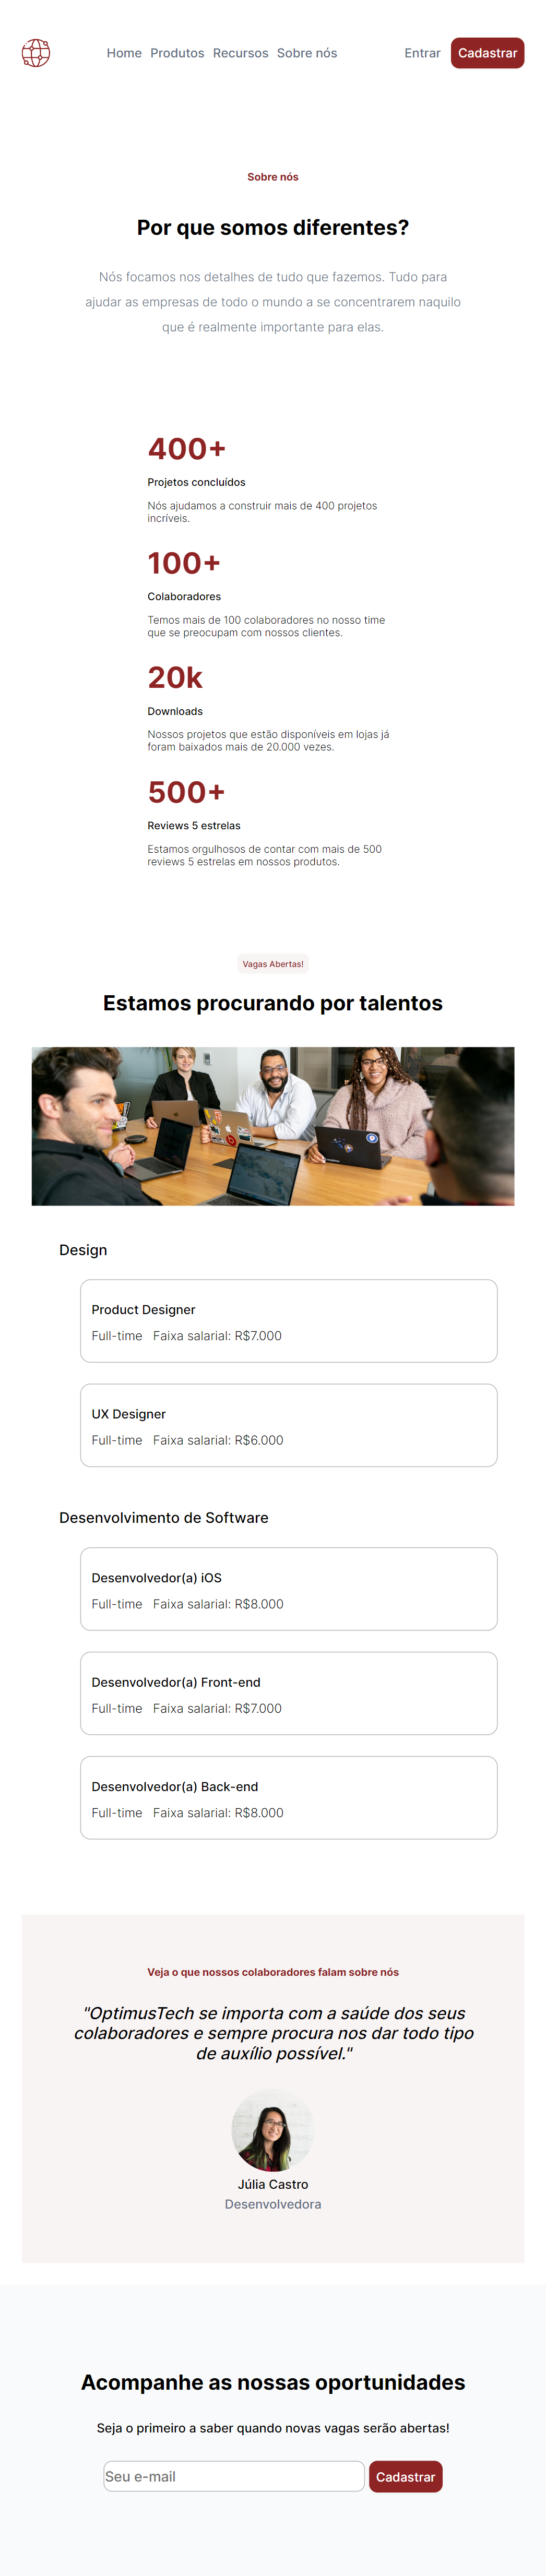 Home Produtos Recursos Sobre nós Entrar Cadastrar
Sobre nós
Por que somos diferentes?
Nós focamos nos detalhes de tudo que fazemos. Tudo para
ajudar as empresas de todo o mundo a se concentrarem naquilo
que é realmente importante para elas.
400+
Projetos concluídos
Nós ajudamos a construir mais de 400 projetos
incríveis.
100+
Colaboradores
Temos mais de 100 colaboradores no nosso time
que se preocupam com nossos clientes.
20k
Downloads
Nossos projetos que estão disponíveis em lojas já
foram baixados mais de 20.000 vezes.
500+
Reviews 5 estrelas
Estamos orgulhosos de contar com mais de 500
reviews 5 estrelas em nossos produtos.
Vagas Abertas!
Estamos procurando por talentos
Design
Product Designer
Full-time Faixa salarial: R$7.000
UX Designer
Full-time Faixa salarial: R$6.000
Desenvolvimento de Software
Desenvolvedor(a) iOS
Full-time Faixa salarial: R$8.000
Desenvolvedor(a) Front-end
Full-time Faixa salarial: R$7.000
Desenvolvedor(a) Back-end
Full-time Faixa salarial: R$8.000
Veja o que nossos colaboradores falam sobre nós
"OptimusTech se importa com a saúde dos seus
colaboradores e sempre procura nos dar todo tipo
de auxílio possível."
Júlia Castro
Desenvolvedora
Acompanhe as nossas oportunidades
Seja o primeiro a saber quando novas vagas serão abertas!
Seu e-mail Cadastrar